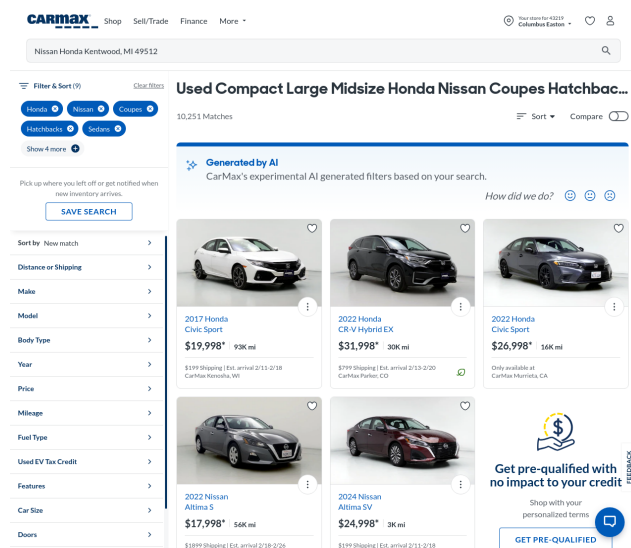 CARMAX
Shop
Sell/Trade
Finance
More
Your store for 43219
Columbus Easton
Nissan Honda Kentwood, MI 49512
Filter & Sort (9)
Clear filters
Honda
Nissan
Coupes
Hatchbacks
Sedans
Show 4 more
Pick up where you left off or get notified when
new inventory arrives.
SAVE SEARCH
Sort by New match
Distance or Shipping
Make
Model
Body Type
Year
Price
Mileage
Fuel Type
Used EV Tax Credit
Features
Car Size
Doors
Used Compact Large Midsize Honda Nissan Coupes Hatchbac...
10,251 Matches
Sort
Compare
Generated by AI
CarMax's experimental AI generated filters based on your search.
How did we do?
2017 Honda
Civic Sport
$19,998* 93K mi
$199 Shipping | Est. arrival 2/11-2/18
CarMax Kenosha, WI
2022 Honda
CR-V Hybrid EX
$31,998* 30K mi
$799 Shipping | Est. arrival 2/13-2/20
CarMax Parker, CO
2022 Honda
Civic Sport
$26,998* 16K mi
Only available at
CarMax Murrieta, CA
2022 Nissan
Altima S
$17,998* 56K mi
$1899 Shipping | Est. arrival 2/18-2/26
2024 Nissan
Altima SV
$24,998* 3K mi
$199 Shipping | Est. arrival 2/11-2/18
Get pre-qualified with
no impact to your credit
Shop with your
personalized terms
GET PRE-QUALIFIED
FEEDBACK